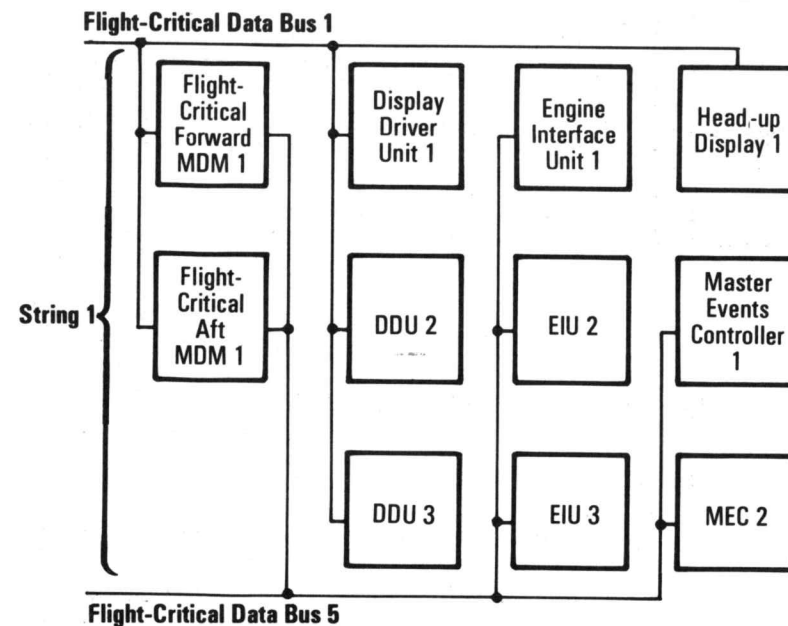 Flight-Critical Data Bus 1
Flight-
Critical
Forward
MDM 1
Display
Driver
Unit 1
Engine
Interface
Unit 1
Head-up
Display 1
String 1
Flight-
Critical
Aft
MDM 1
DDU 2
EIU 2
Master
Events
Controller
1
DDU 3
EIU 3
MEC 2
Flight-Critical Data Bus 5